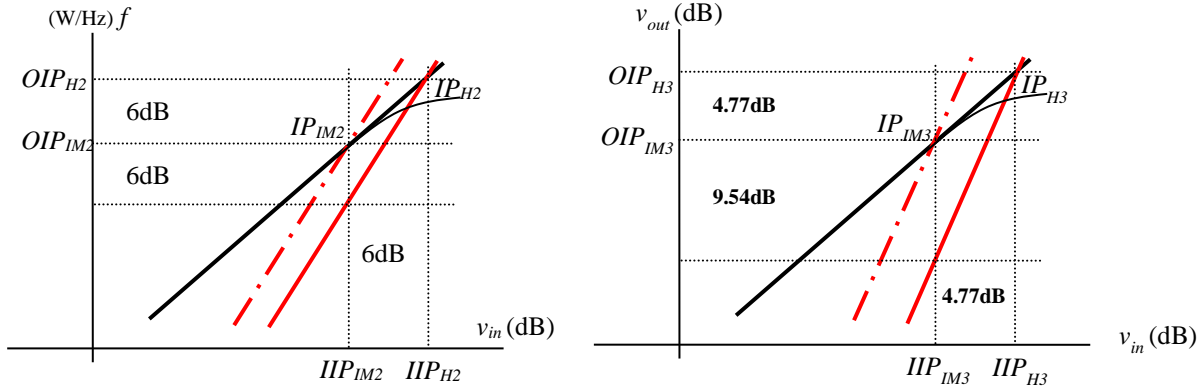 (W/Hz) f
OIP_H2
6dB
IP_H2
IP_IM2
OIP_IM2
6dB
6dB
v_in (dB)
IIP_IM2
IIP_H2
v_out (dB)
OIP_H3
4.77dB
IP_H3
IP_IM3
OIP_IM3
9.54dB
4.77dB
v_in (dB)
IIP_IM3
IIP_H3